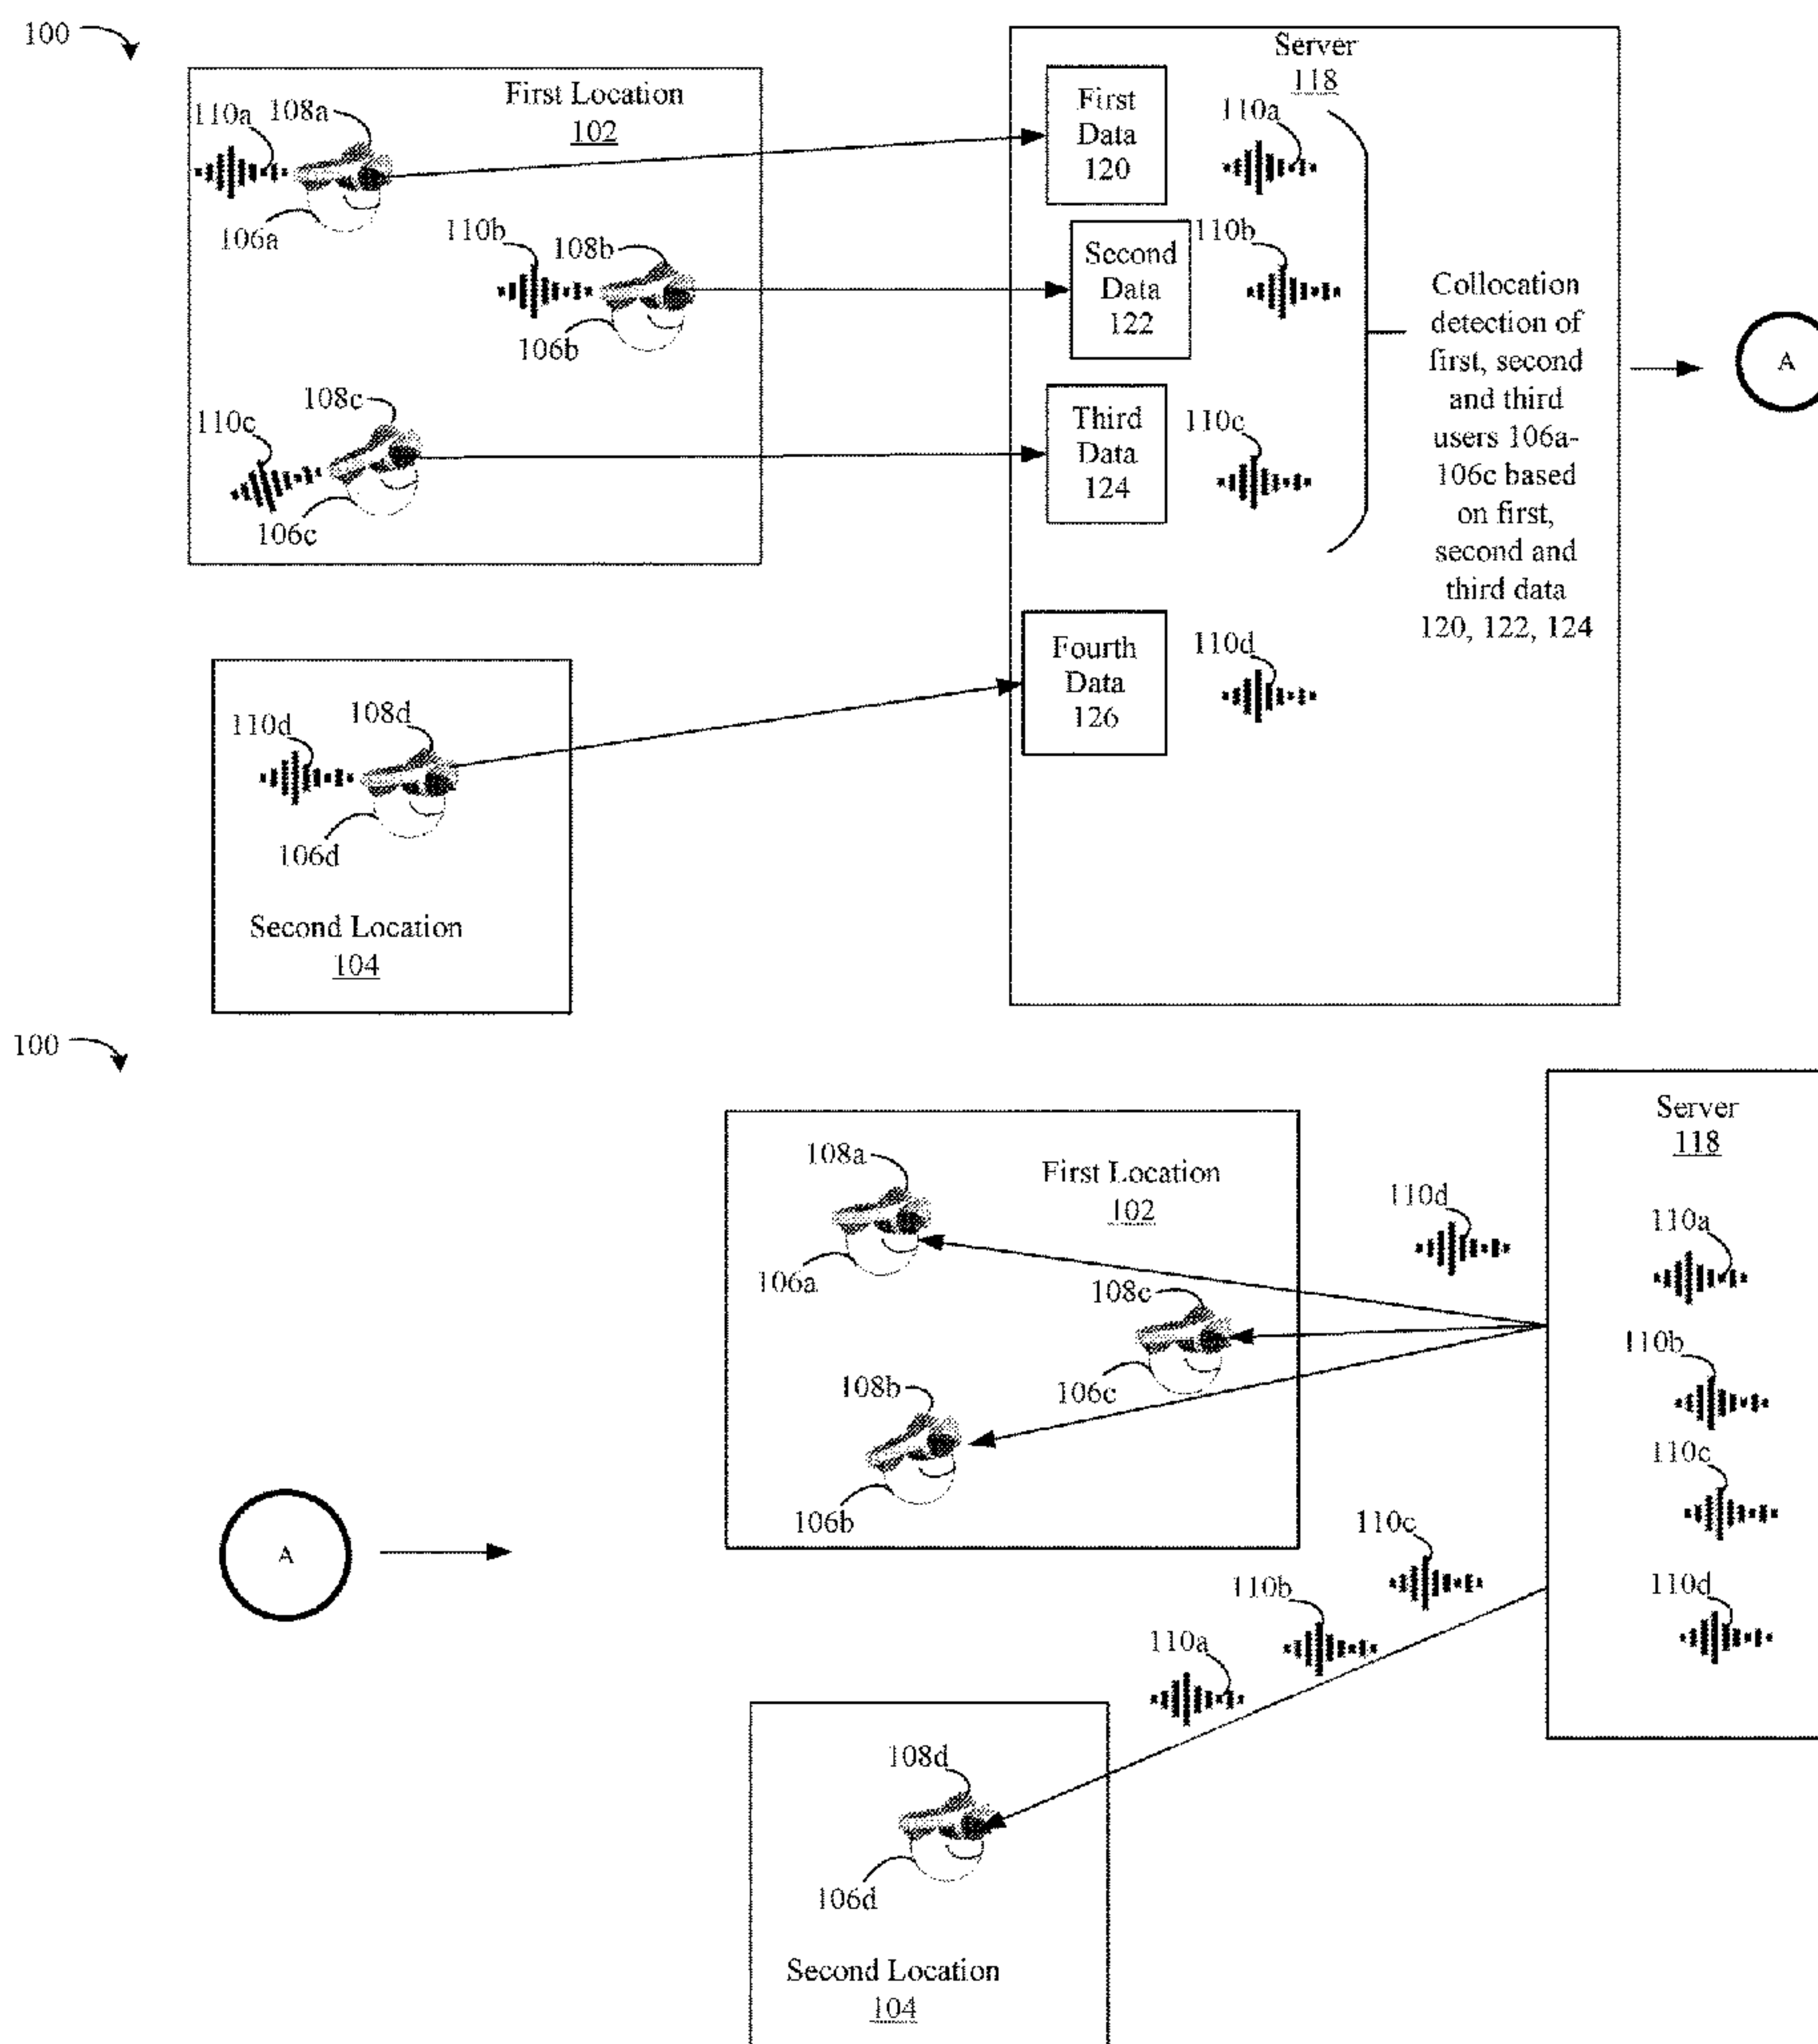 100
First Location
102
110a
108a
106a
110b
108b
106b
108c
110c
106c
Server
118
First
Data
120
110a
Second
Data
122
110b
Third
Data
124
110c
Fourth
Data
126
110d
Collocation
detection of
first, second
and third
users 106a-
106c based
on first,
second and
third data
120, 122, 124
A
110d
108d
106d
Second Location
104
100
A
First Location
102
108a
106a
108c
106c
108b
106b
110d
Server
118
110a
110b
110c
110d
110c
110b
110a
108d
106d
Second Location
104